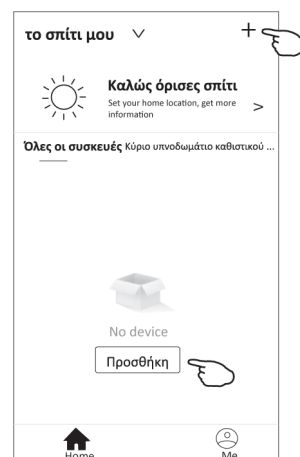 το σπίτι μου
Καλώς όρισες σπίτι
Set your home location, get more
information
Όλες οι συσκευές Κύριο υπνοδωμάτιο καθιστικού ...
No device
Προσθήκη
Home
Me